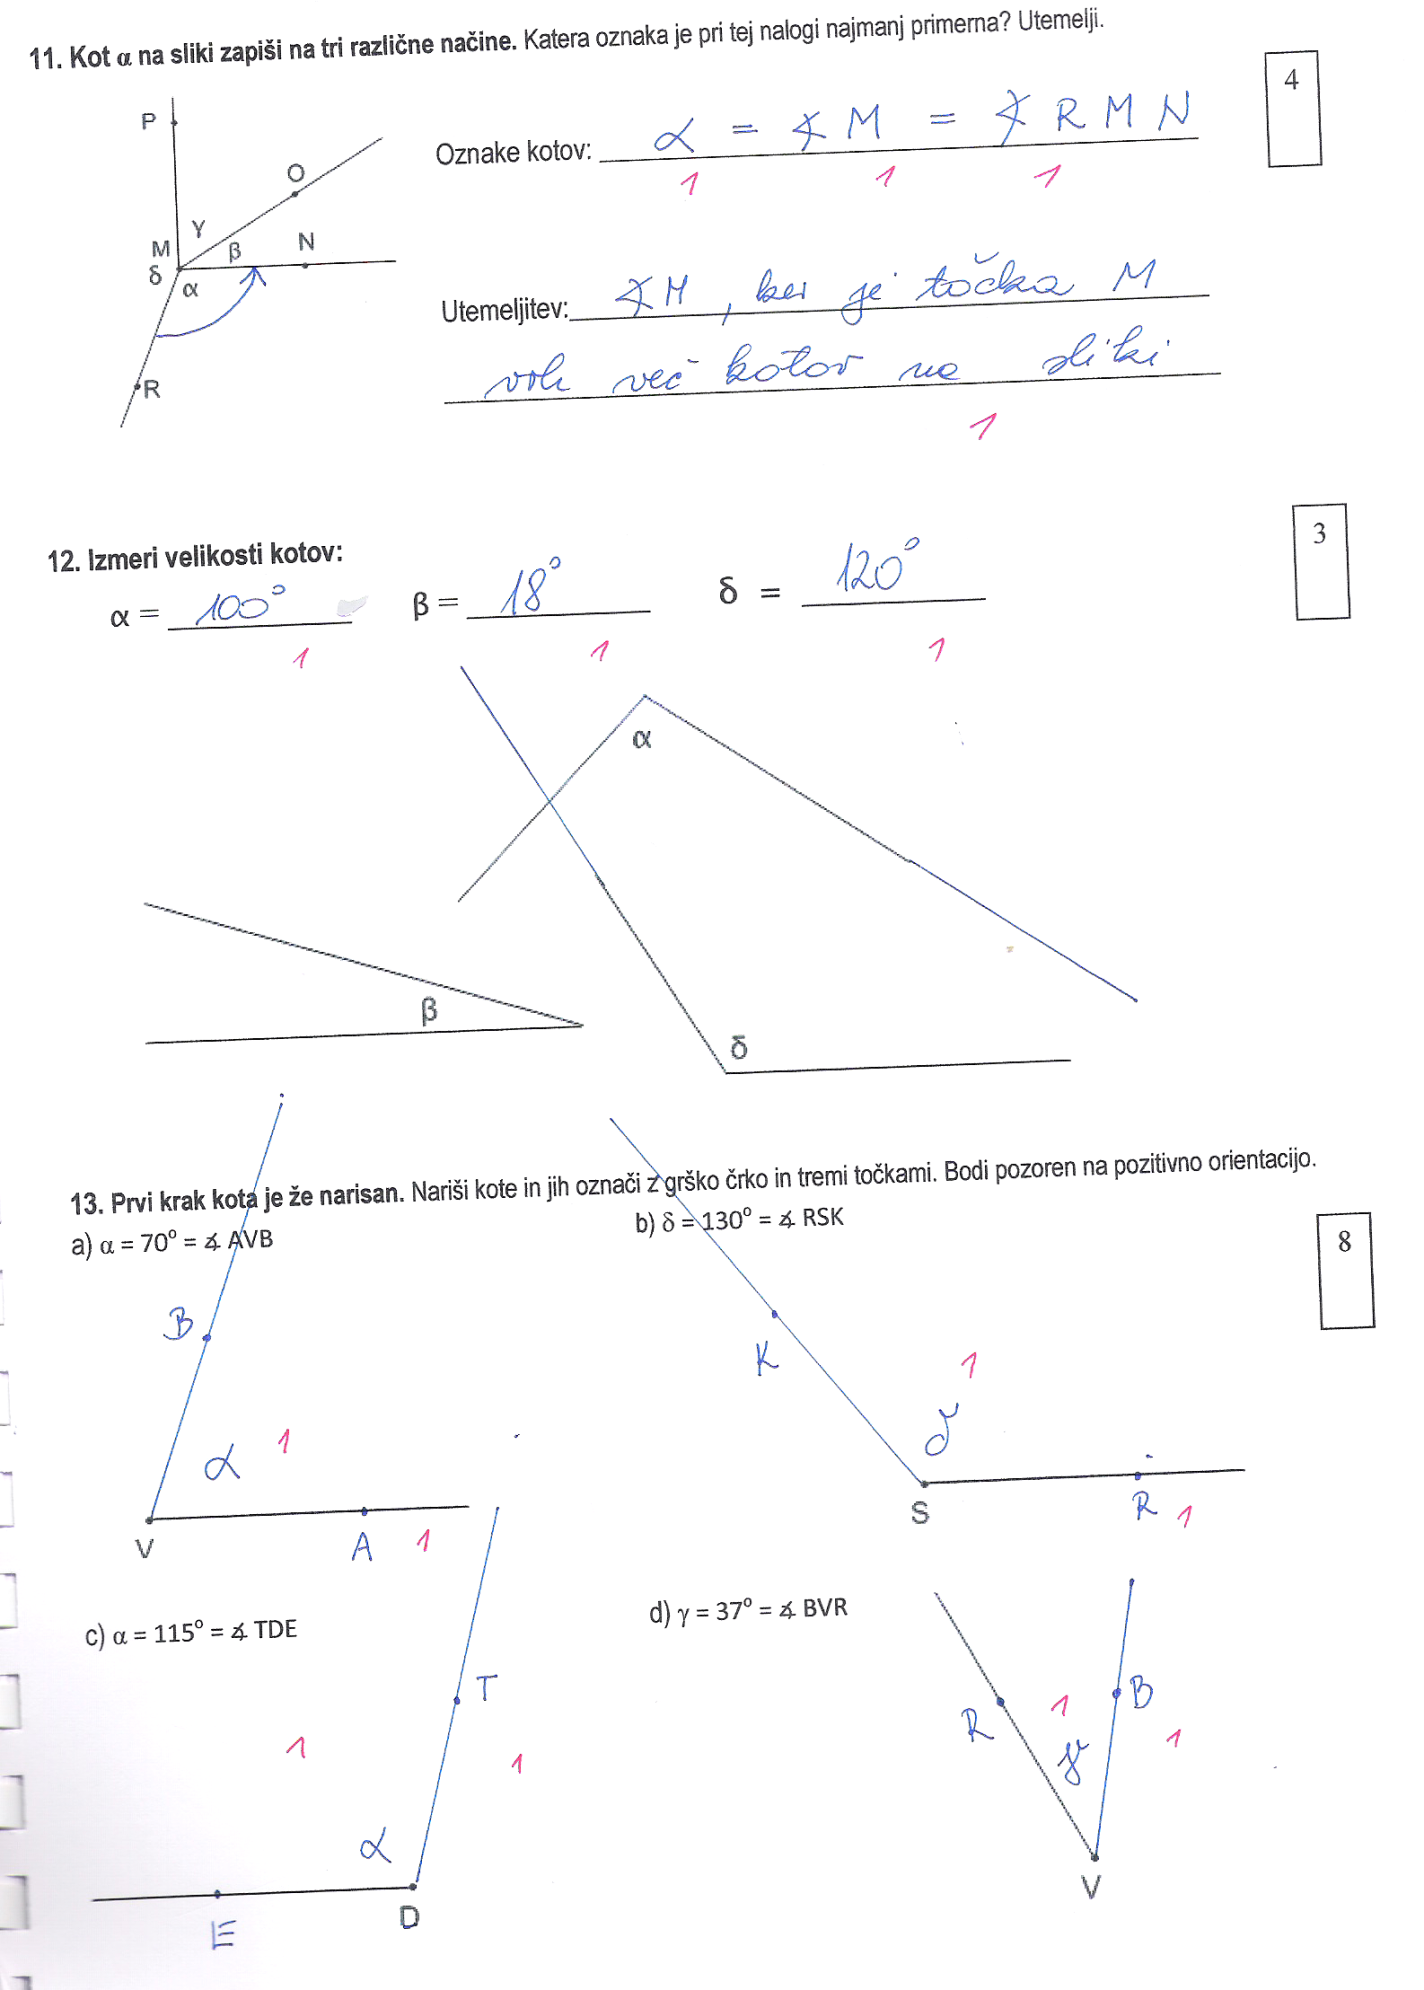 11. Kot α na sliki zapiši na tri različne načine. Katera oznaka je pri tej nalogi najmanj primerna? Utemelji.
4
P
O
Y
M
β
N
δ
α
R
Oznake kotov: α = ∢ M = ∢ R M N
1 1 1
Utemeljitev: ∢M, ker je točka M
vrh več kotov na sliki
1
12. Izmeri velikosti kotov:
3
α = 100° β = 18° δ = 120°
1 1 1
α
β
δ
13. Prvi krak kota je že narisan. Nariši kote in jih označi z grško črko in tremi točkami. Bodi pozoren na pozitivno orientacijo.
8
a) α = 70° = ∢ AVB
B
α 1
V A 1
b) δ = 130° = ∢ RSK
K
1
δ
S R 1
c) α = 115° = ∢ TDE
T
1 1
α
E D
d) γ = 37° = ∢ BVR
R 1 B
γ 1
V